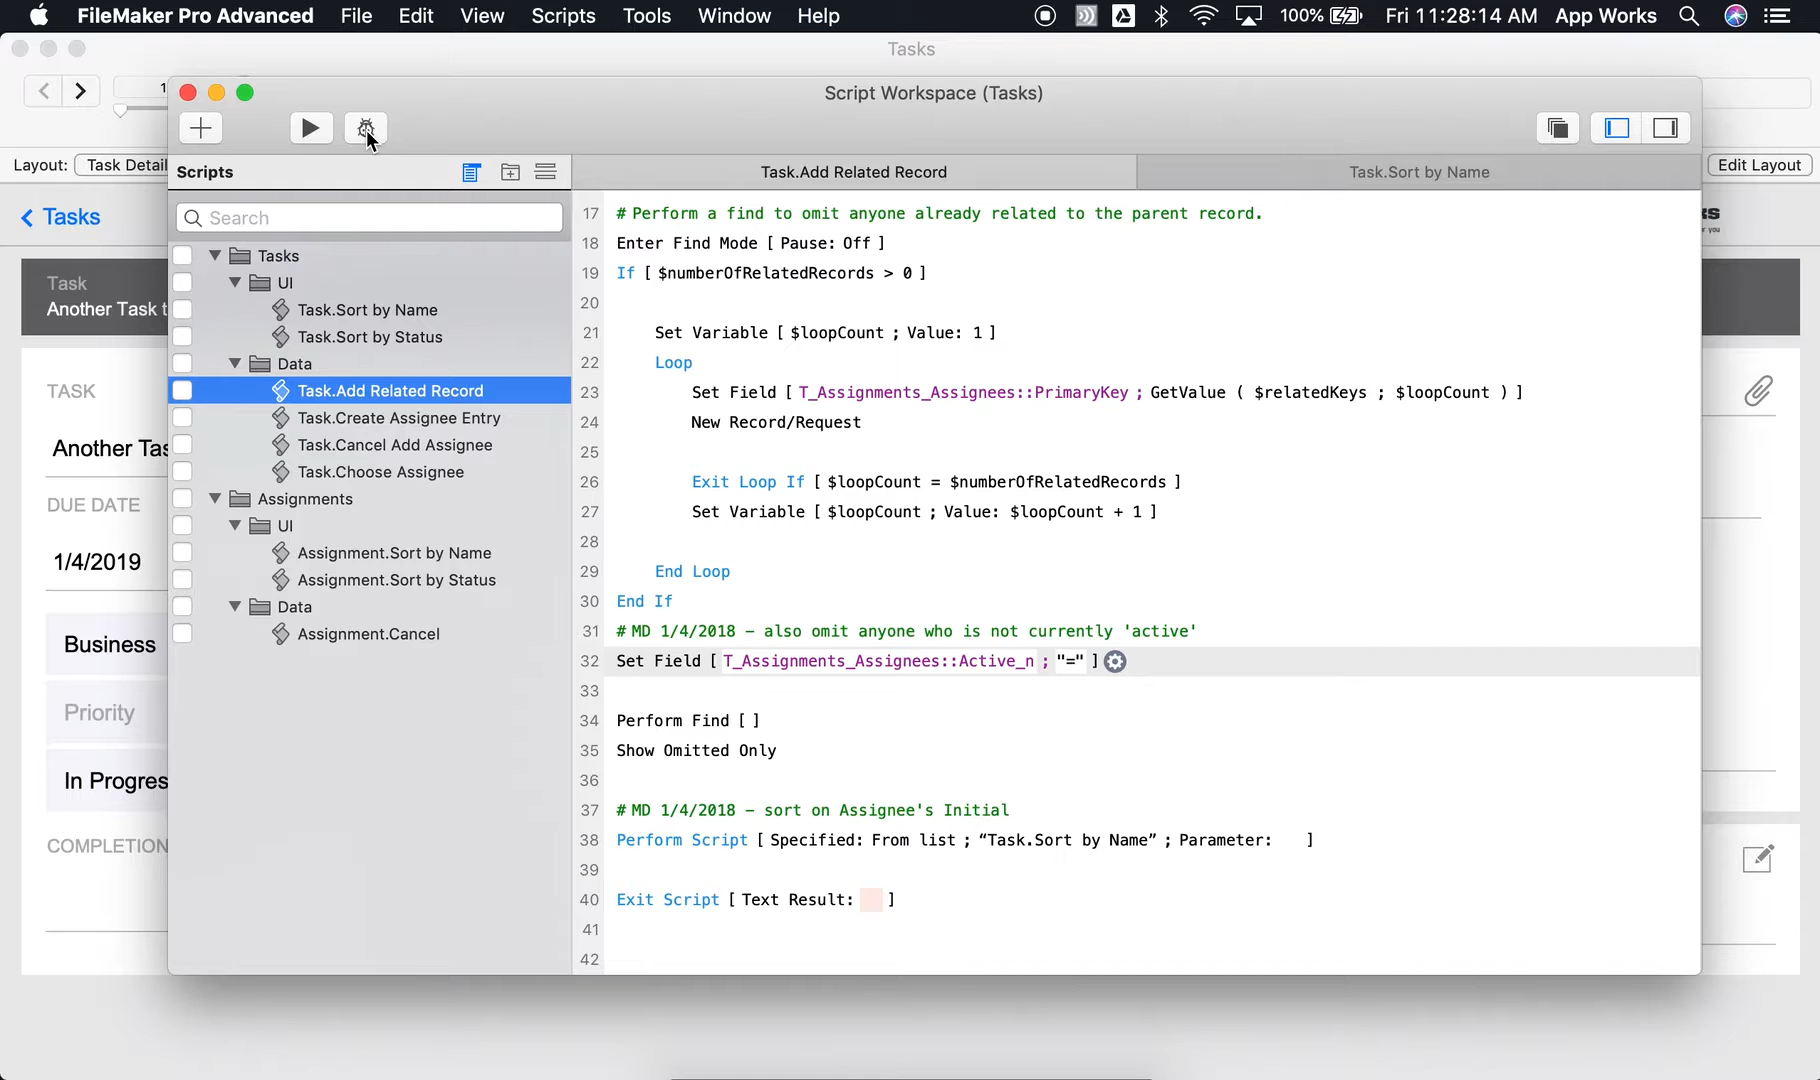 FileMaker Pro Advanced File Edit View Scripts Tools Window Help 100% Fri 11:28:14 AM App Works
Tasks
Script Workspace (Tasks)
Layout: Task Detail
Edit Layout
Scripts
Task.Add Related Record
Task.Sort by Name
Search
Tasks
UI
Task.Sort by Name
Task.Sort by Status
Data
Task.Add Related Record
Task.Create Assignee Entry
Task.Cancel Add Assignee
Task.Choose Assignee
Assignments
UI
Assignment.Sort by Name
Assignment.Sort by Status
Data
Assignment.Cancel
17 # Perform a find to omit anyone already related to the parent record.
18 Enter Find Mode [ Pause: Off ]
19 If [ $numberOfRelatedRecords > 0 ]
20
21 Set Variable [ $loopCount ; Value: 1 ]
22 Loop
23 Set Field [ T_Assignments_Assignees::PrimaryKey ; GetValue ( $relatedKeys ; $loopCount ) ]
24 New Record/Request
25
26 Exit Loop If [ $loopCount = $numberOfRelatedRecords ]
27 Set Variable [ $loopCount ; Value: $loopCount + 1 ]
28
29 End Loop
30 End If
31 # MD 1/4/2018 – also omit anyone who is not currently 'active'
32 Set Field [ T_Assignments_Assignees::Active_n ; "=" ]
33
34 Perform Find [ ]
35 Show Omitted Only
36
37 # MD 1/4/2018 – sort on Assignee's Initial
38 Perform Script [ Specified: From list ; “Task.Sort by Name” ; Parameter: ]
39
40 Exit Script [ Text Result: ]
41
42
Tasks
Task
Another Task t
TASK
Another Tas
DUE DATE
1/4/2019
Business
Priority
In Progres
COMPLETION